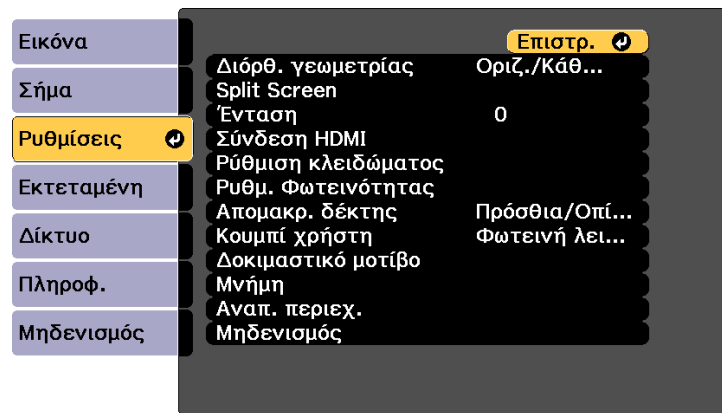 Εικόνα
Σήμα
Ρυθμίσεις
Εκτεταμένη
Δίκτυο
Πληροφ.
Μηδενισμός
Επιστρ.
Διόρθ. γεωμετρίας Οριζ./Κάθ...
Split Screen
Ένταση 0
Σύνδεση HDMI
Ρύθμιση κλειδώματος
Ρυθμ. Φωτεινότητας
Απομακρ. δέκτης Πρόσθια/Οπί...
Κουμπί χρήστη Φωτεινή λει...
Δοκιμαστικό μοτίβο
Μνήμη
Αναπ. περιεχ.
Μηδενισμός